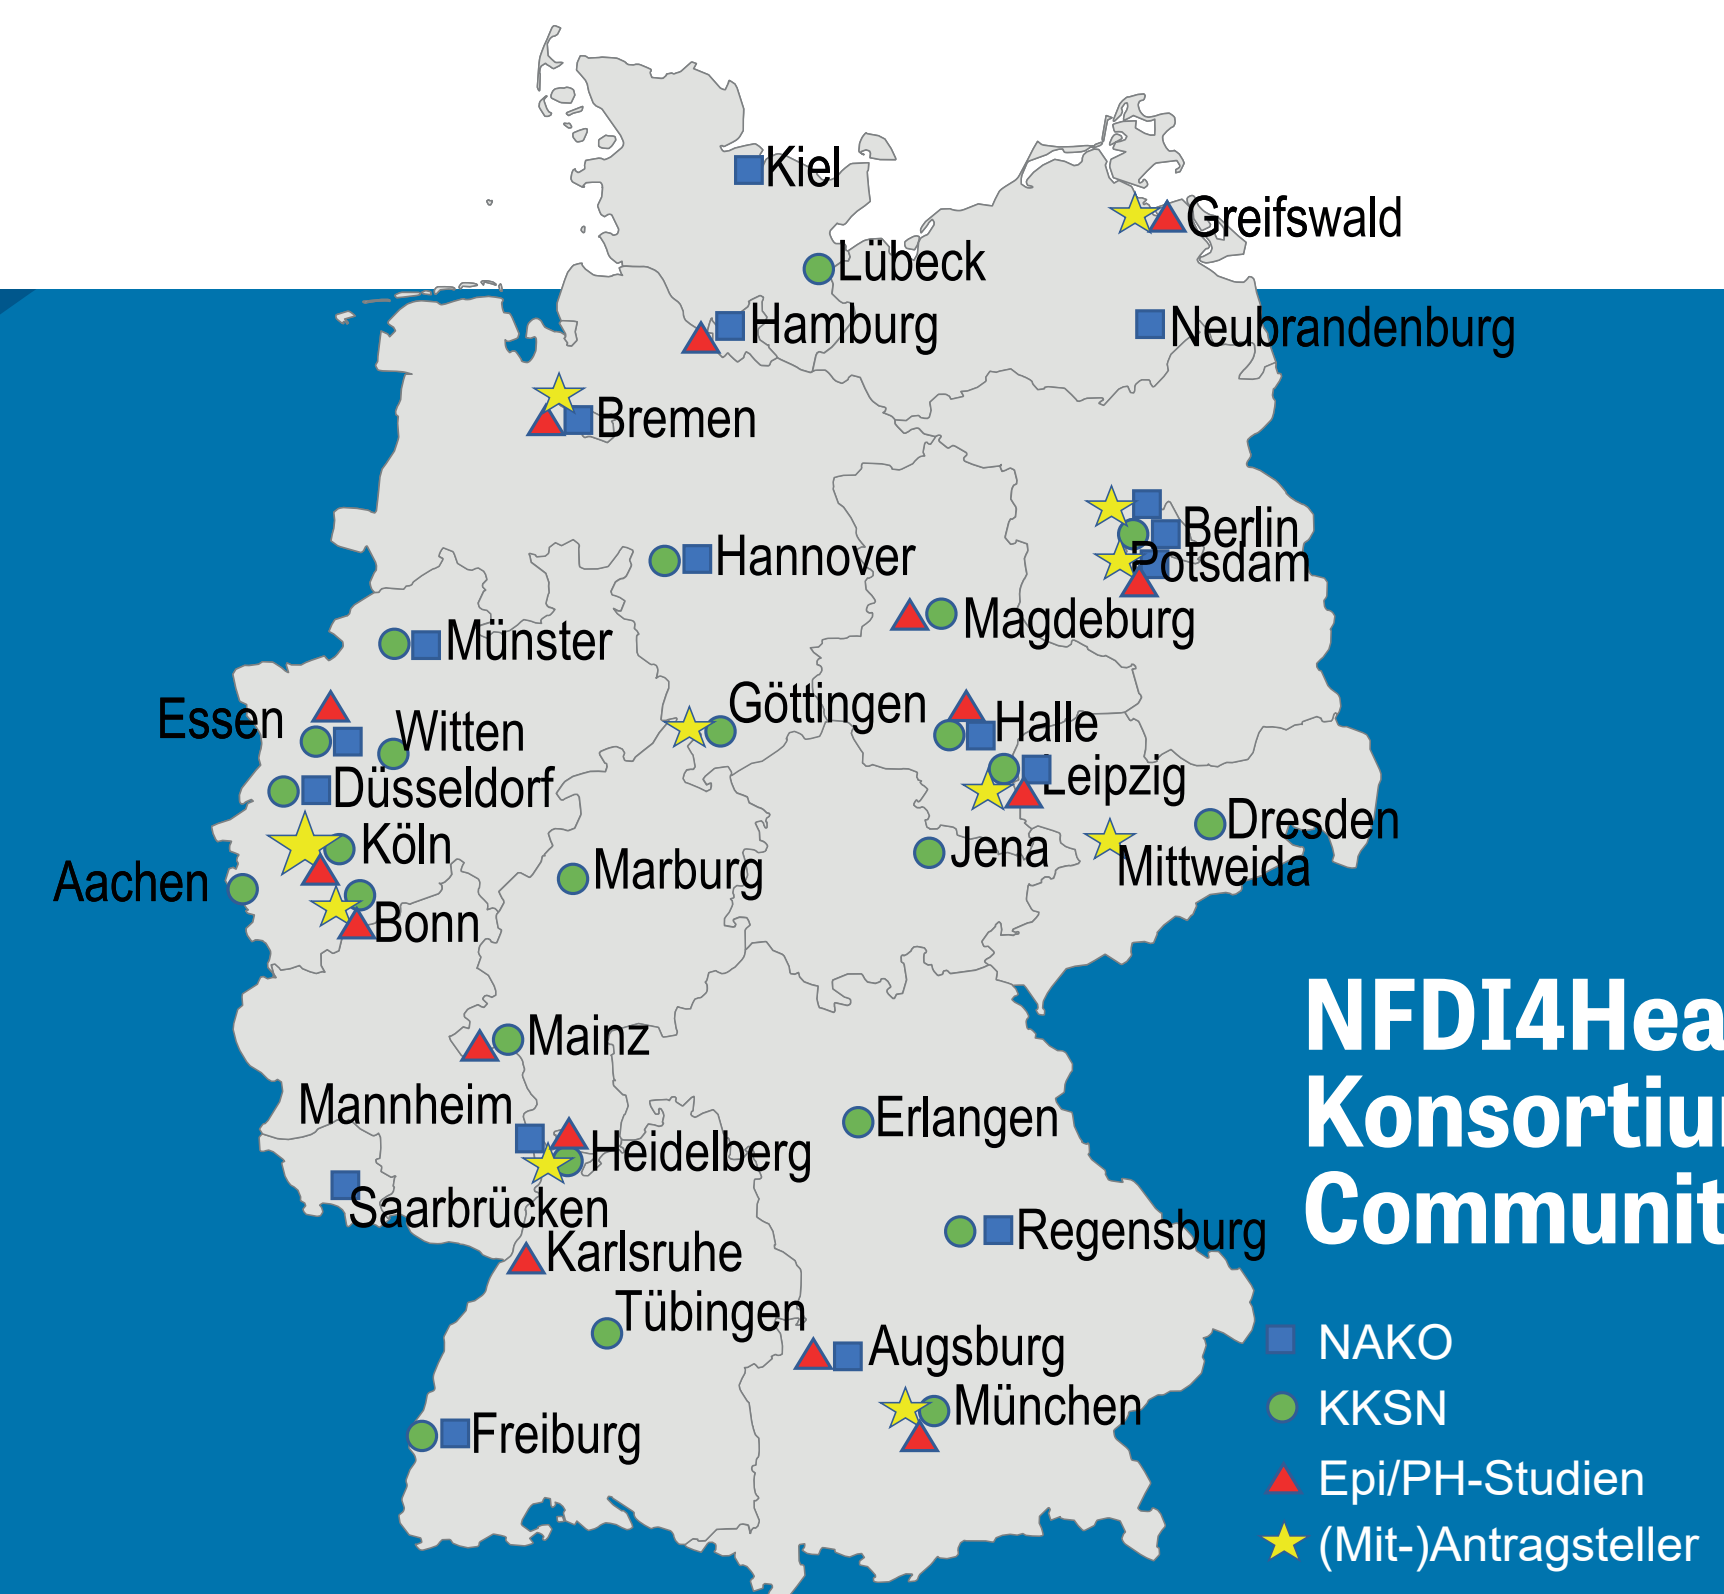 Kiel
Greifswald
Lübeck
Hamburg
Neubrandenburg
Bremen
Berlin
Hannover
Potsdam
Magdeburg
Münster
Göttingen
Essen
Witten
Halle
Düsseldorf
Leipzig
Dresden
Köln
Jena
Mittweida
Marburg
Aachen
Bonn
NFDI4Hea
Mainz
Mannheim
Erlangen
Konsortiu
Heidelberg
Saarbrücken
Communit
Regensburg
Karlsruhe
Tübingen
Augsburg
München
Freiburg
NAKO
KKSN
Epi/PH-Studien
(Mit-)Antragsteller